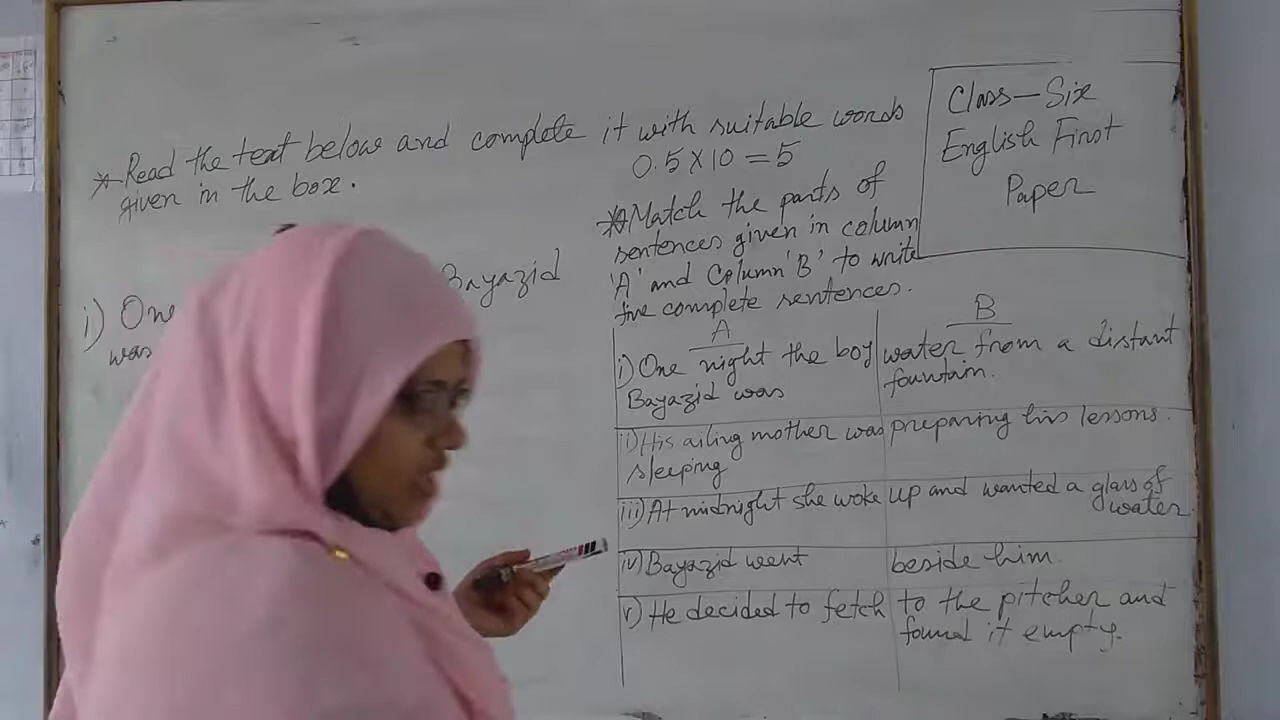 * Read the text below and complete it with suitable words
given in the box.
0.5 X 10 = 5
i) One
Bayazid
was
Class - Six
English First
Paper
* Match the parts of
sentences given in column
'A' and Column 'B' to write
five complete sentences.
A
B
i) One night the boy
Bayazid was
water from a distant
fountain.
ii) His ailing mother was
sleeping
preparing his lessons.
iii) At midnight she woke
up and wanted a glass of
water.
iv) Bayazid went
beside him.
v) He decided to fetch
to the pitcher and
found it empty.